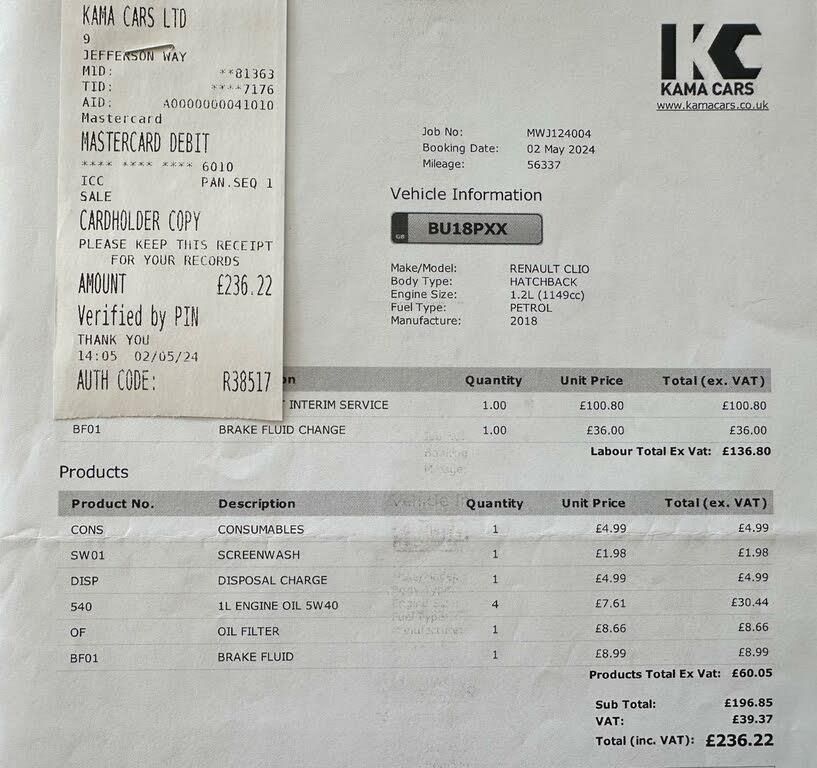 KAMA CARS LTD
9
JEFFERSON WAY
MID: **81363
TID: ****7176
AID: A0000000041010
Mastercard
MASTERCARD DEBIT
**** **** **** 6010
ICC PAN.SEQ 1
SALE
CARDHOLDER COPY
PLEASE KEEP THIS RECEIPT
FOR YOUR RECORDS
AMOUNT £236.22
Verified by PIN
THANK YOU
14:05 02/05/24
AUTH CODE: R38517
KC
KAMA CARS
www.kamacars.co.uk
Job No: MWJ124004
Booking Date: 02 May 2024
Mileage: 56337
Vehicle Information
GB BU18PXX
Make/Model: RENAULT CLIO
Body Type: HATCHBACK
Engine Size: 1.2L (1149cc)
Fuel Type: PETROL
Manufacture: 2018
Quantity Unit Price Total (ex. VAT)
INTERIM SERVICE 1.00 £100.80 £100.80
BF01 BRAKE FLUID CHANGE 1.00 £36.00 £36.00
Labour Total Ex Vat: £136.80
Products
Product No. Description Quantity Unit Price Total (ex. VAT)
CONS CONSUMABLES 1 £4.99 £4.99
SW01 SCREENWASH 1 £1.98 £1.98
DISP DISPOSAL CHARGE 1 £4.99 £4.99
540 1L ENGINE OIL 5W40 4 £7.61 £30.44
OF OIL FILTER 1 £8.66 £8.66
BF01 BRAKE FLUID 1 £8.99 £8.99
Products Total Ex Vat: £60.05
Sub Total: £196.85
VAT: £39.37
Total (inc. VAT): £236.22